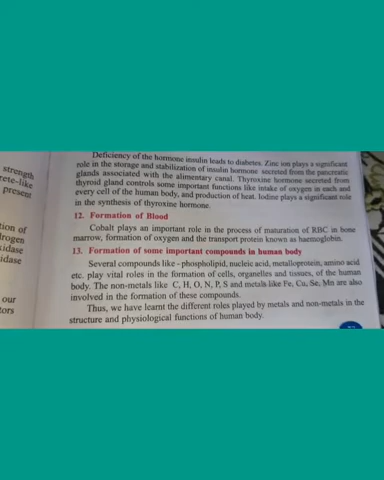 strength
rete-like
present
tion of
drogen
xidase
idase
our
tors
Deficiency of the hormone insulin leads to diabetes. Zinc ion plays a significant
role in the storage and stabilization of insulin hormone secreted from the pancreatic
glands associated with the alimentary canal. Thyroxine hormone secreted from
thyroid gland controls some important functions like intake of oxygen in each and
every cell of the human body, and production of heat. Iodine plays a significant role
in the synthesis of thyroxine hormone.
12. Formation of Blood
Cobalt plays an important role in the process of maturation of RBC in bone
marrow, formation of oxygen and the transport protein known as haemoglobin.
13. Formation of some important compounds in human body
Several compounds like - phospholipid, nucleic acid, metalloprotein, amino acid
etc. play vital roles in the formation of cells, organelles and tissues, of the human
body. The non-metals like C, H, O, N, P, S and metals like Fe, Cu, Se, Mn are also
involved in the formation of these compounds.
Thus, we have learnt the different roles played by metals and non-metals in the
structure and physiological functions of human body.